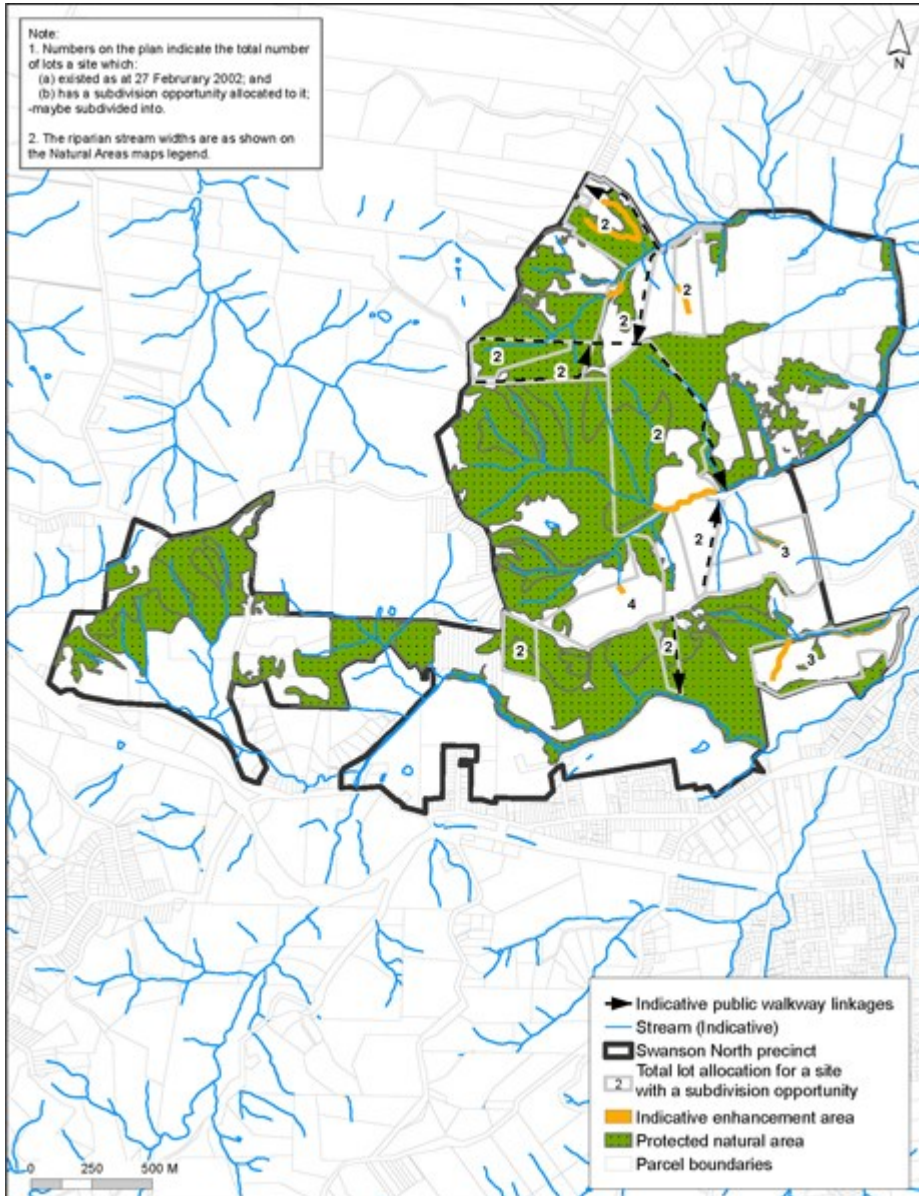 Note:
1. Numbers on the plan indicate the total number
of lots a site which:
(a) existed as at 27 Februrary 2002; and
(b) has a subdivision opportunity allocated to it;
-maybe subdivided into.
2. The riparian stream widths are as shown on
the Natural Areas maps legend.
N
2
2
2
2
2
2
2
3
4
2
2
3
Indicative public walkway linkages
Stream (Indicative)
Swanson North precinct
Total lot allocation for a site
2
with a subdivision opportunity
Indicative enhancement area
Protected natural area
Parcel boundaries
0 250 500 M